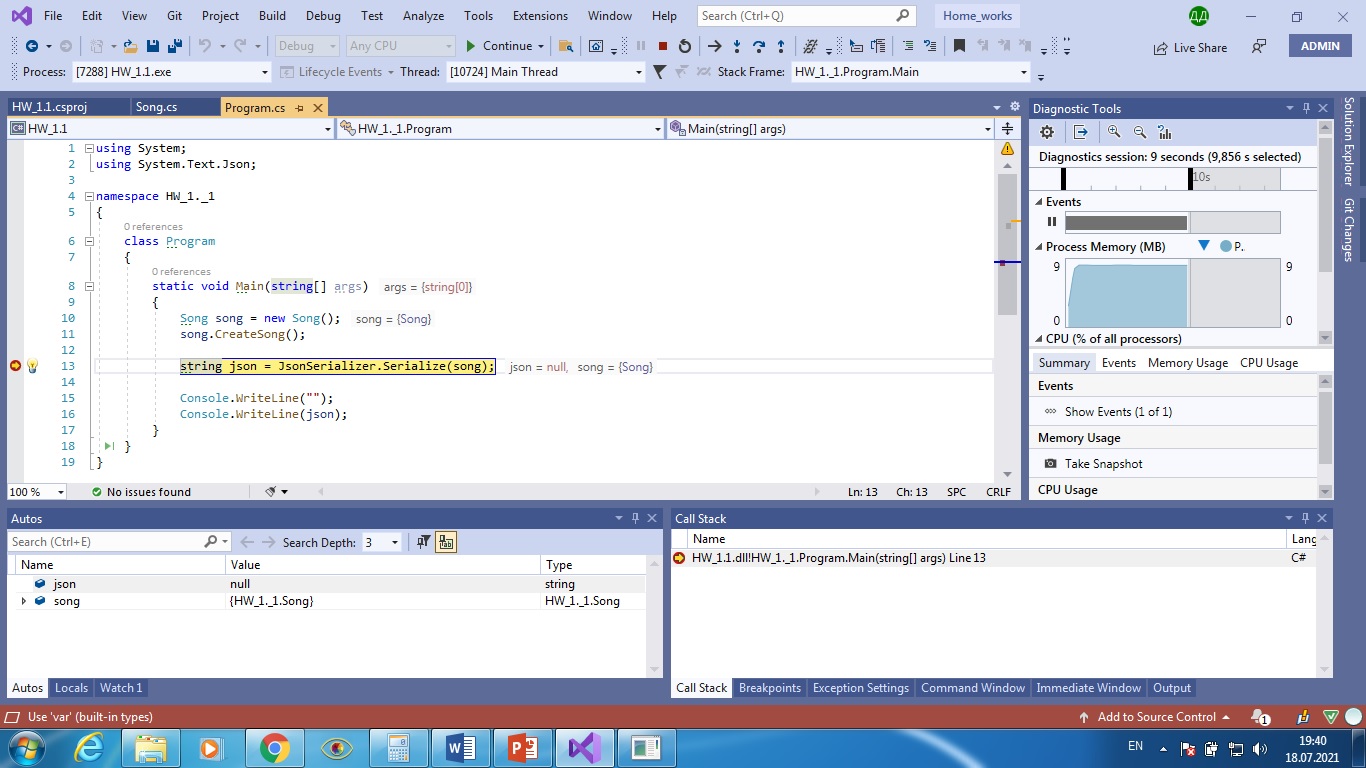 File Edit View Git Project Build Debug Test Analyze Tools Extensions Window Help Search (Ctrl+Q) Home_works ДД
Debug Any CPU Continue Live Share ADMIN
Process: [7288] HW_1.1.exe Lifecycle Events Thread: [10724] Main Thread Stack Frame: HW_1._1.Program.Main
HW_1.1.csproj Song.cs Program.cs
HW_1.1 HW_1._1.Program Main(string[] args)
1 using System;
2 using System.Text.Json;
3
4 namespace HW_1._1
5 {
0 references
6 class Program
7 {
0 references
8 static void Main(string[] args) args = {string[0]}
9 {
10 Song song = new Song(); song = {Song}
11 song.CreateSong();
12
13 string json = JsonSerializer.Serialize(song); json = null, song = {Song}
14
15 Console.WriteLine("");
16 Console.WriteLine(json);
17 }
18 }
19 }
100 % No issues found Ln: 13 Ch: 13 SPC CRLF
Diagnostic Tools
Diagnostics session: 9 seconds (9,856 s selected)
10s
Events
Process Memory (MB) P..
9 9
0 0
CPU (% of all processors)
Summary Events Memory Usage CPU Usage
Events
Show Events (1 of 1)
Memory Usage
Take Snapshot
CPU Usage
Solution Explorer
Git Changes
Autos
Search (Ctrl+E) Search Depth: 3
Name Value Type
json null string
song {HW_1._1.Song} HW_1._1.Song
Autos Locals Watch 1
Call Stack
Name Lang
HW_1.1.dll!HW_1._1.Program.Main(string[] args) Line 13 C#
Call Stack Breakpoints Exception Settings Command Window Immediate Window Output
Use 'var' (built-in types) Add to Source Control 1
EN 19:40
18.07.2021